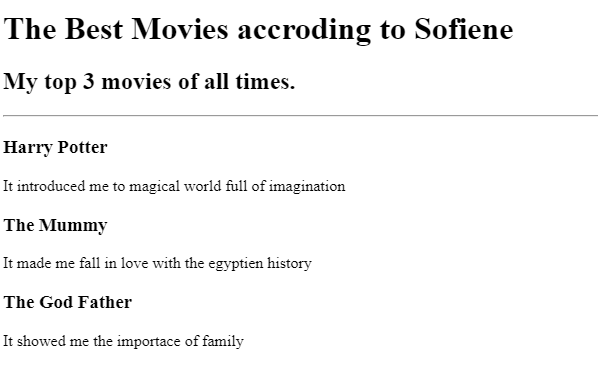 The Best Movies accroding to Sofiene
My top 3 movies of all times.
Harry Potter
It introduced me to magical world full of imagination
The Mummy
It made me fall in love with the egyptien history
The God Father
It showed me the importace of family